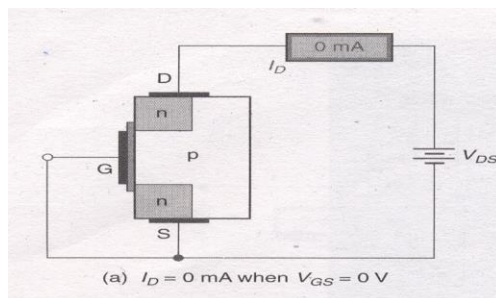 0 mA
I_D
D
n
p
G
n
S
V_DS
(a) I_D = 0 mA when V_GS = 0 V